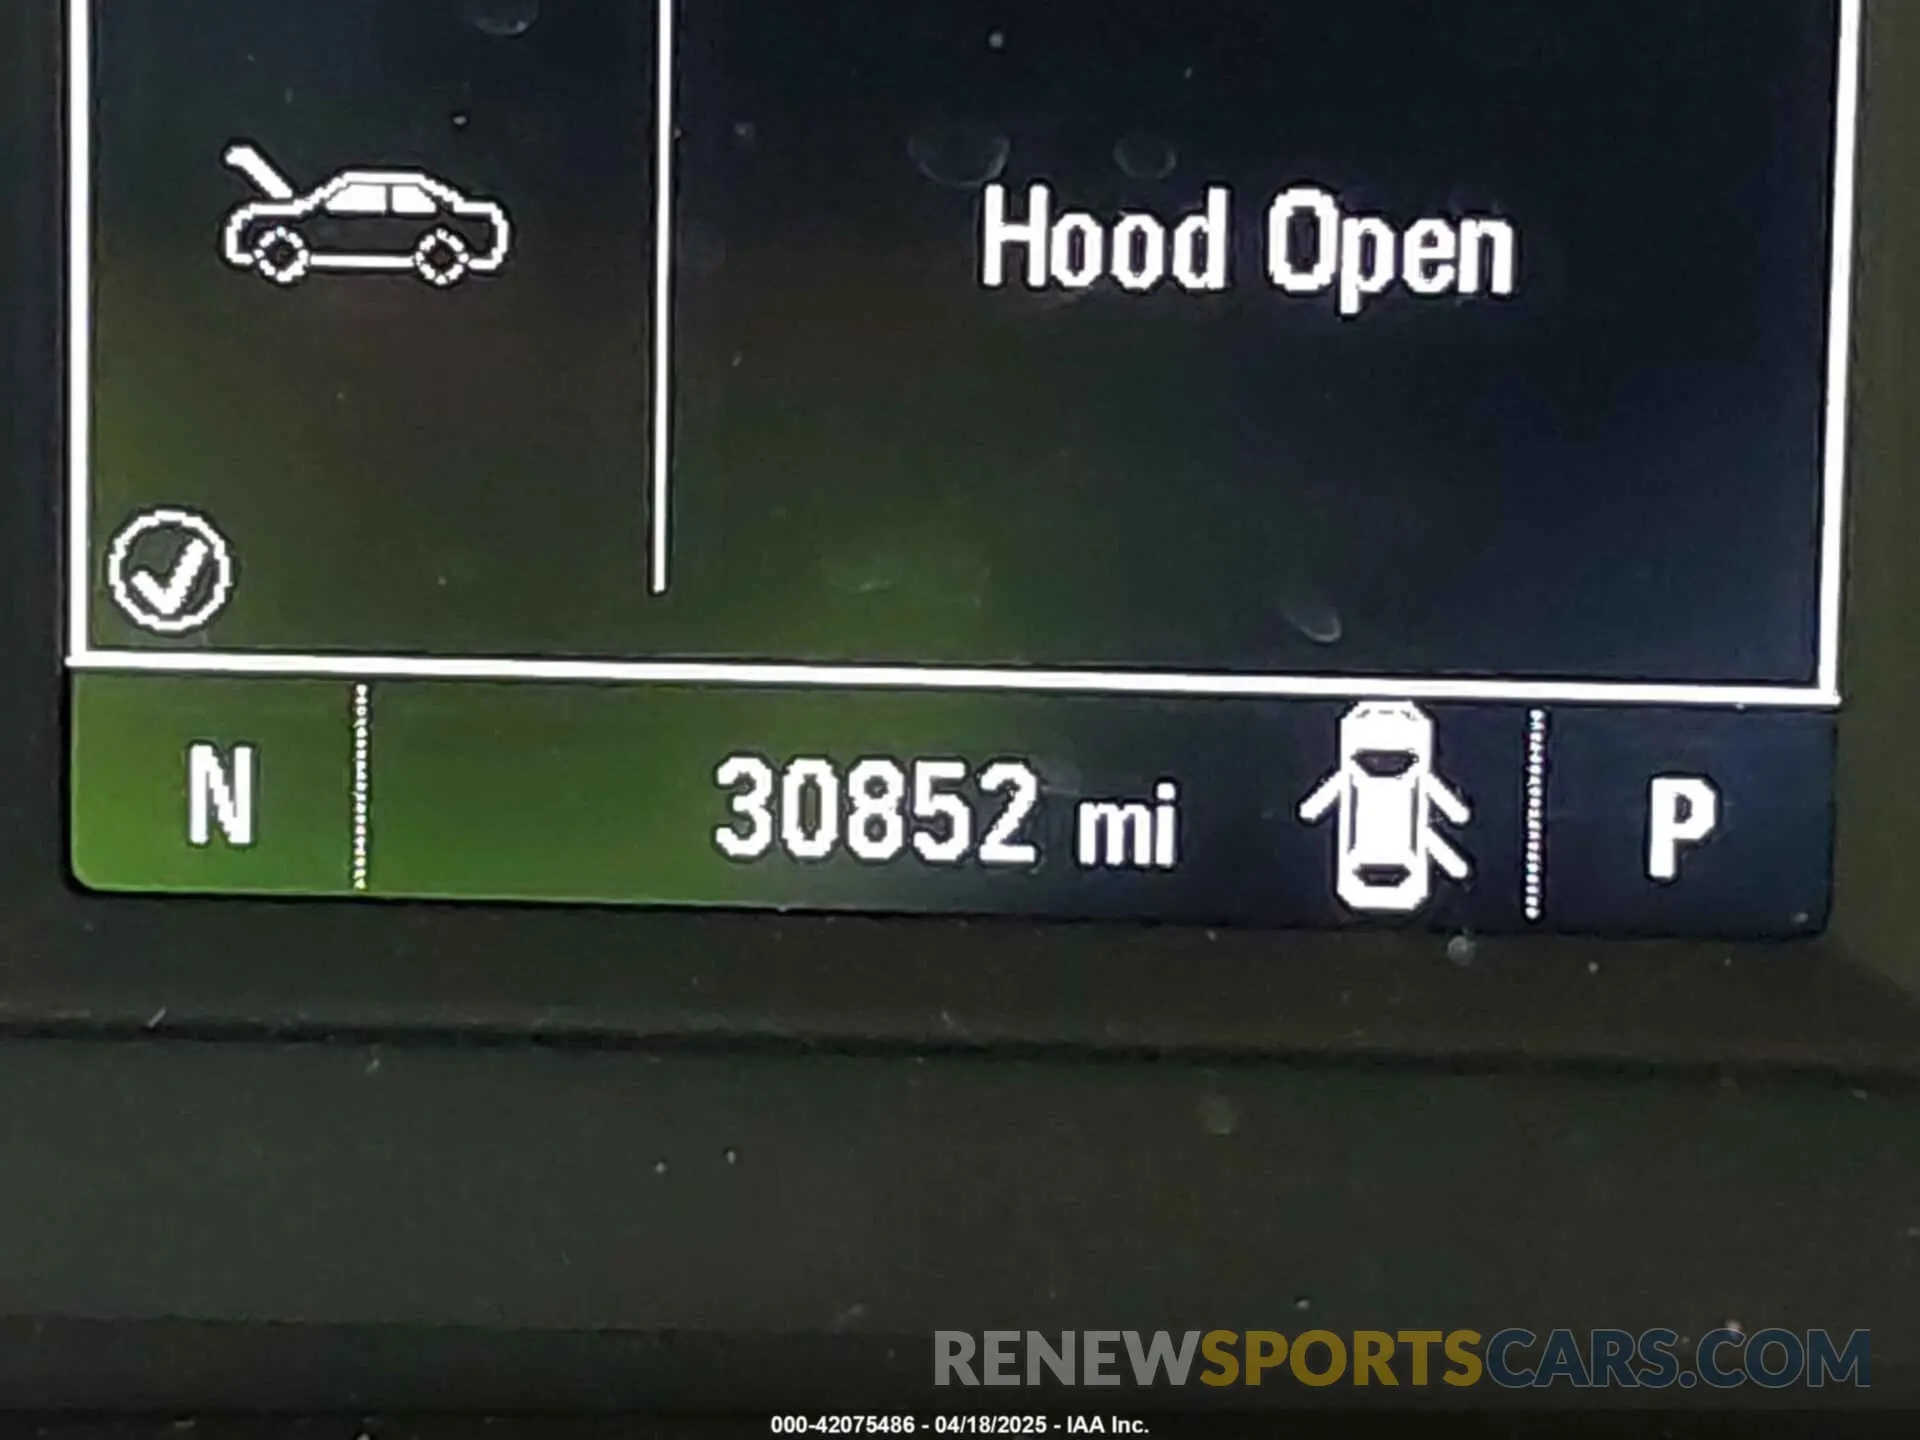 Hood Open
N 30852 mi P
RENEWSPORTSCARS.COM
000-42075486 - 04/18/2025 - IAA Inc.